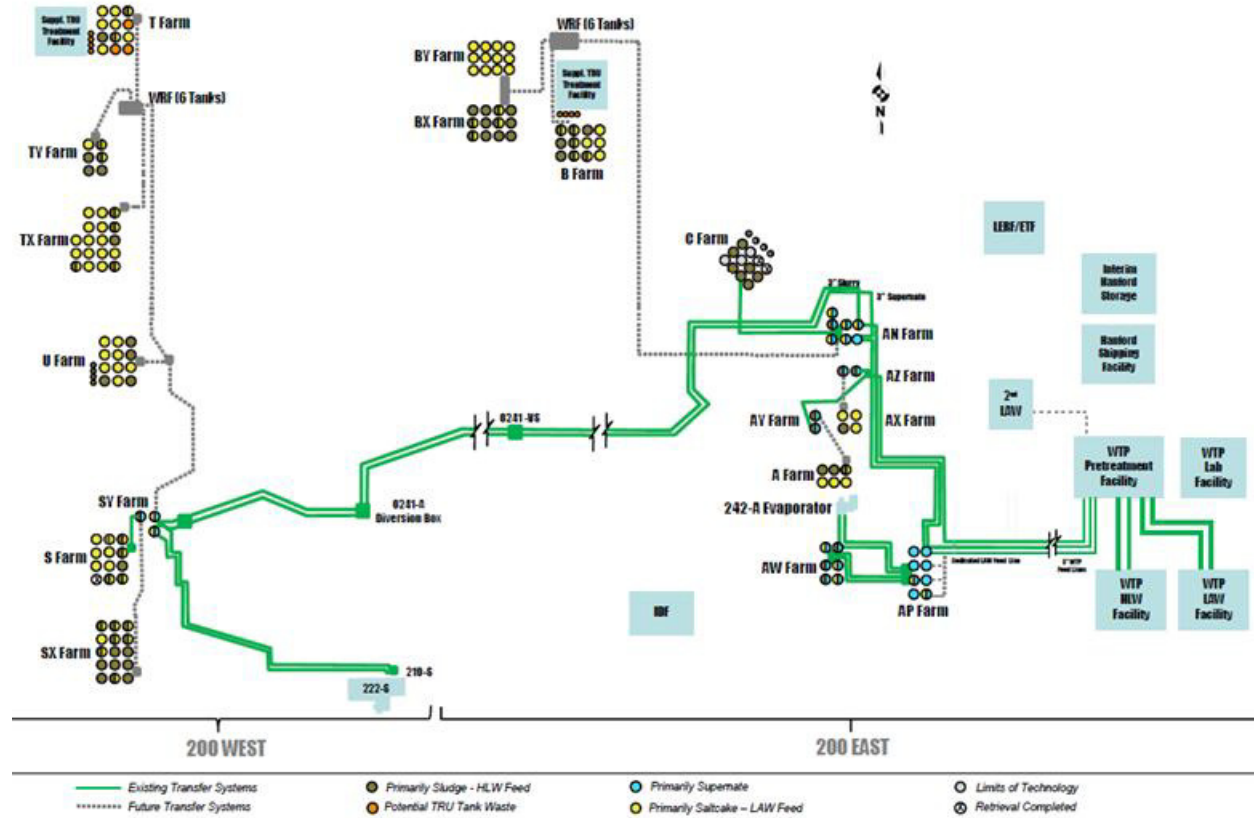 Suppl. TRU
Treatment
Facility
T Farm
WRF (6 Tanks)
TY Farm
TX Farm
U Farm
SY Farm
S Farm
SX Farm
0241-A
Diversion Box
0241-VS
219-S
222-S
BY Farm
WRF (6 Tanks)
Suppl. TRU
Treatment
Facility
BX Farm
B Farm
N
C Farm
3" Slurry
3" Supernate
AN Farm
AZ Farm
AY Farm
AX Farm
A Farm
242-A Evaporator
AW Farm
AP Farm
Dedicated LAW Feed Line
3" WTP
Feed Lines
IDF
LERF/ETF
Interim
Hanford
Storage
Hanford
Shipping
Facility
2nd
LAW
WTP
Pretreatment
Facility
WTP
Lab
Facility
WTP
HLW
Facility
WTP
LAW
Facility
200 WEST
200 EAST
Existing Transfer Systems
Future Transfer Systems
Primarily Sludge - HLW Feed
Potential TRU Tank Waste
Primarily Supernate
Primarily Saltcake – LAW Feed
Limits of Technology
Retrieval Completed